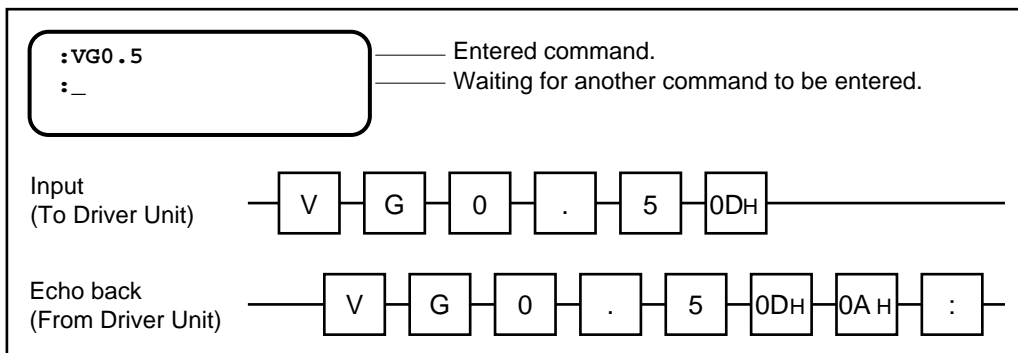 :VG0.5
Entered command.
:_
Waiting for another command to be entered.
Input
(To Driver Unit)
V G 0 . 5 0DH
Echo back
(From Driver Unit)
V G 0 . 5 0DH 0A H :